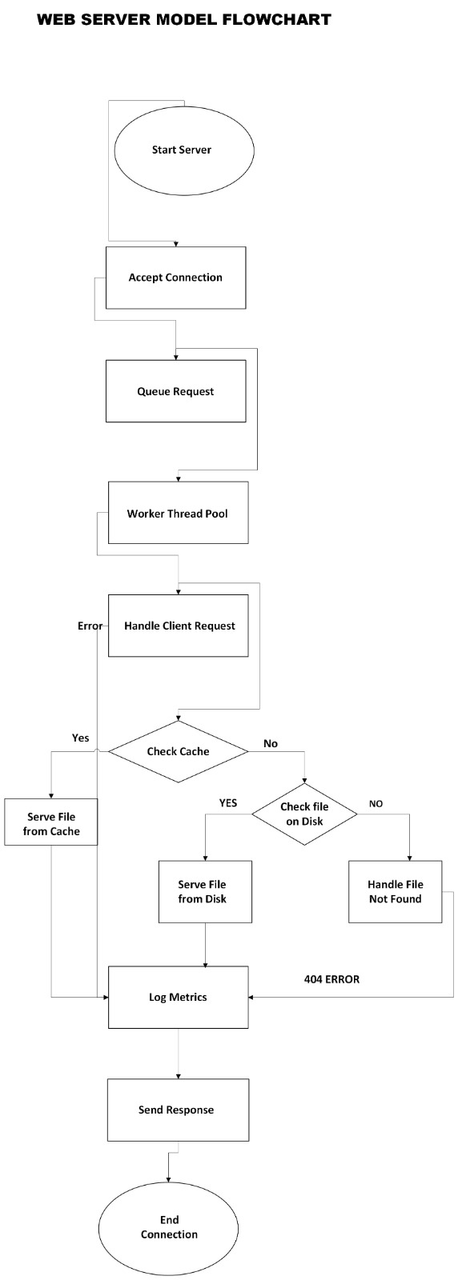 WEB SERVER MODEL FLOWCHART
Start Server
Accept Connection
Queue Request
Worker Thread Pool
Error
Handle Client Request
Yes
Check Cache
No
Serve File
from Cache
YES
Check file
on Disk
NO
Serve File
from Disk
Handle File
Not Found
404 ERROR
Log Metrics
Send Response
End
Connection